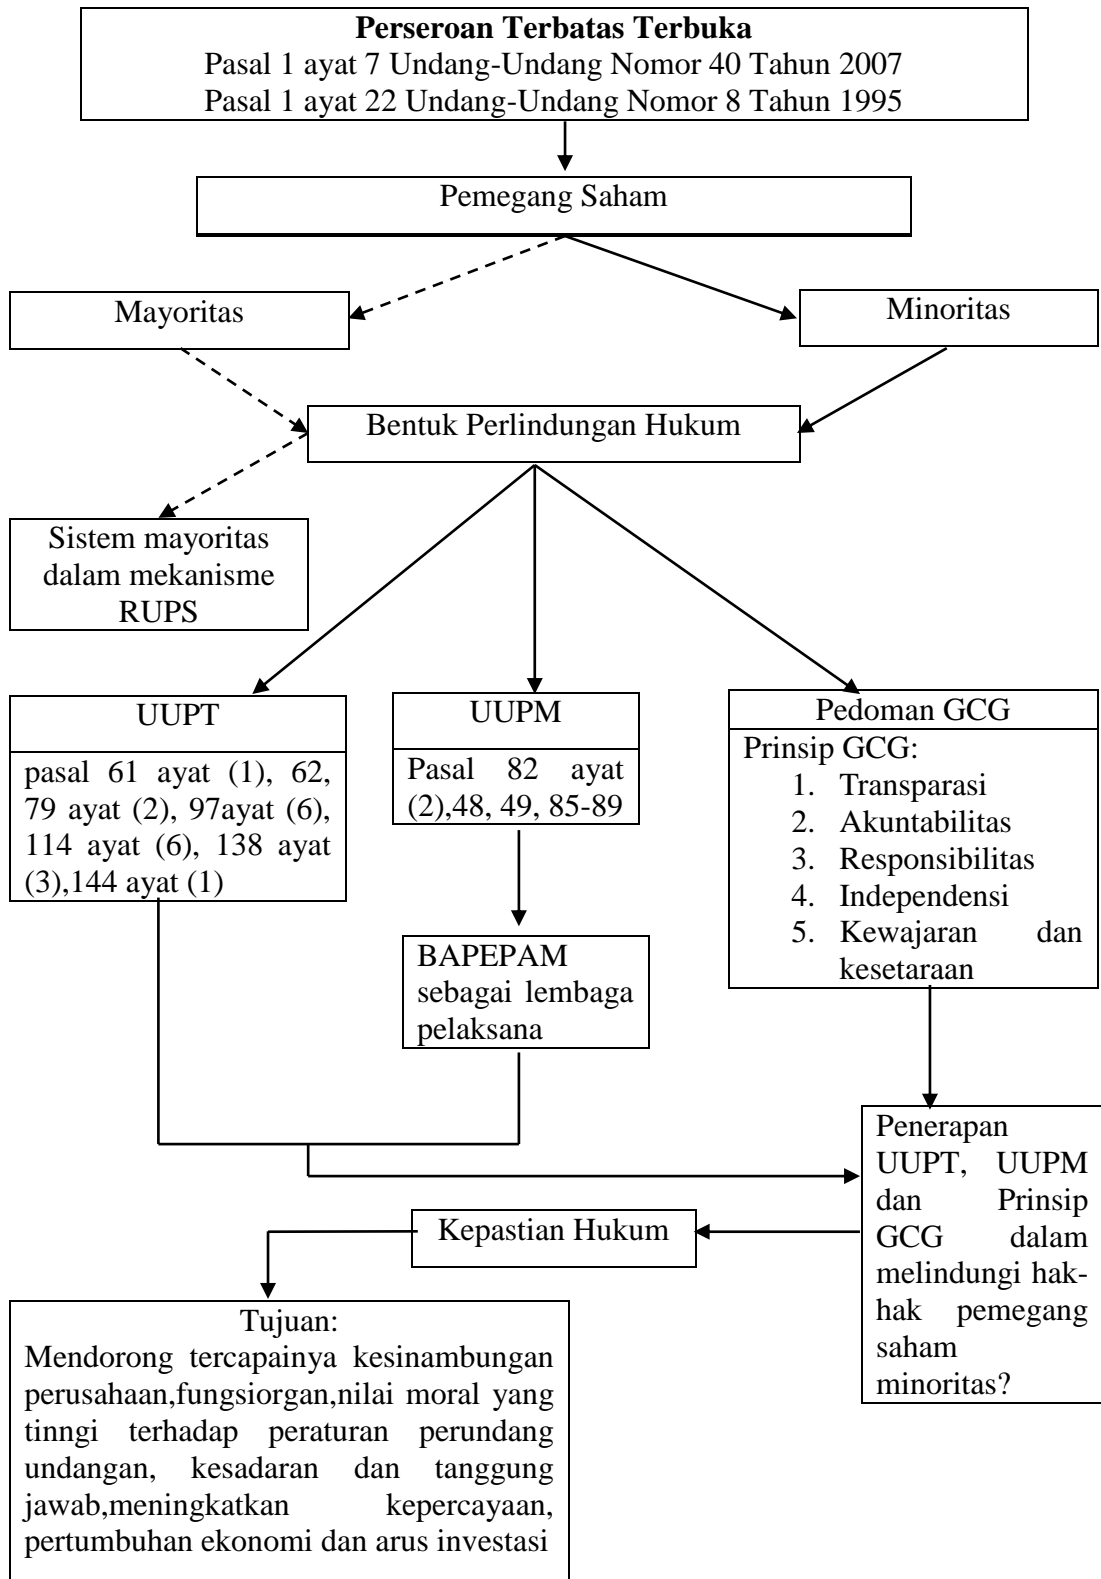 Perseroan Terbatas Terbuka
Pasal 1 ayat 7 Undang-Undang Nomor 40 Tahun 2007
Pasal 1 ayat 22 Undang-Undang Nomor 8 Tahun 1995
Pemegang Saham
Mayoritas
Minoritas
Bentuk Perlindungan Hukum
Sistem mayoritas
dalam mekanisme
RUPS
UUPT
pasal 61 ayat (1), 62,
79 ayat (2), 97ayat (6),
114 ayat (6), 138 ayat
(3),144 ayat (1)
UUPM
Pasal 82 ayat
(2),48, 49, 85-89
Pedoman GCG
Prinsip GCG:
1. Transparasi
2. Akuntabilitas
3. Responsibilitas
4. Independensi
5. Kewajaran dan
kesetaraan
BAPEPAM
sebagai lembaga
pelaksana
Penerapan
UUPT, UUPM
dan Prinsip
GCG dalam
melindungi hak-
hak pemegang
saham
minoritas?
Kepastian Hukum
Tujuan:
Mendorong tercapainya kesinambungan
perusahaan,fungsiorgan,nilai moral yang
tinngi terhadap peraturan perundang
undangan, kesadaran dan tanggung
jawab,meningkatkan kepercayaan,
pertumbuhan ekonomi dan arus investasi